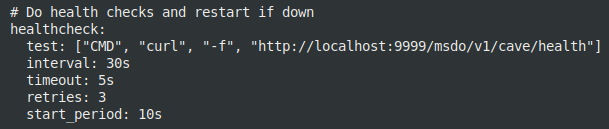 # Do health checks and restart if down
healthcheck:
  test: ["CMD", "curl", "-f", "http://localhost:9999/msdo/v1/cave/health"]
  interval: 30s
  timeout: 5s
  retries: 3
  start_period: 10s